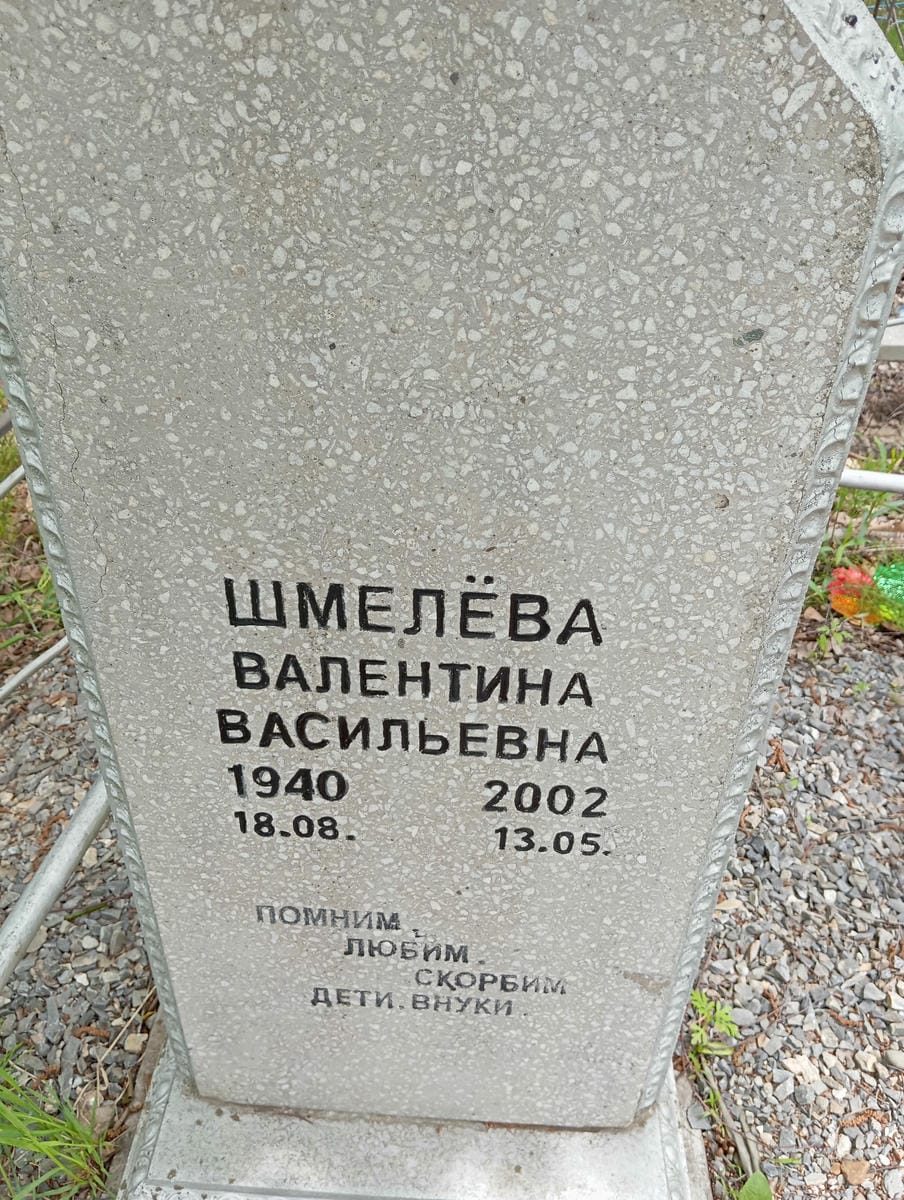 ШМЕЛЁВА
ВАЛЕНТИНА
ВАСИЛЬЕВНА
1940 2002
18.08. 13.05.
ПОМНИМ,
ЛЮБИМ.
СКОРБИМ
ДЕТИ. ВНУКИ.